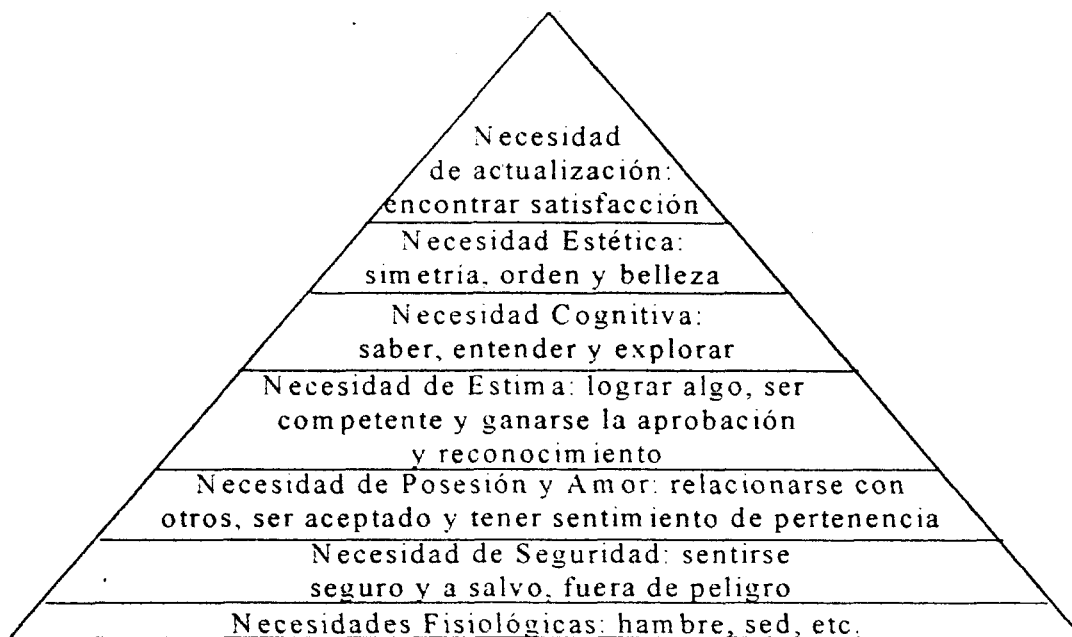 Necesidad
de actualización:
encontrar satisfacción
Necesidad Estética:
simetría, orden y belleza
Necesidad Cognitiva:
saber, entender y explorar
Necesidad de Estima: lograr algo, ser
competente y ganarse la aprobación
y reconocimiento
Necesidad de Posesión y Amor: relacionarse con
otros, ser aceptado y tener sentimiento de pertenencia
Necesidad de Seguridad: sentirse
seguro y a salvo, fuera de peligro
Necesidades Fisiológicas: hambre, sed, etc.